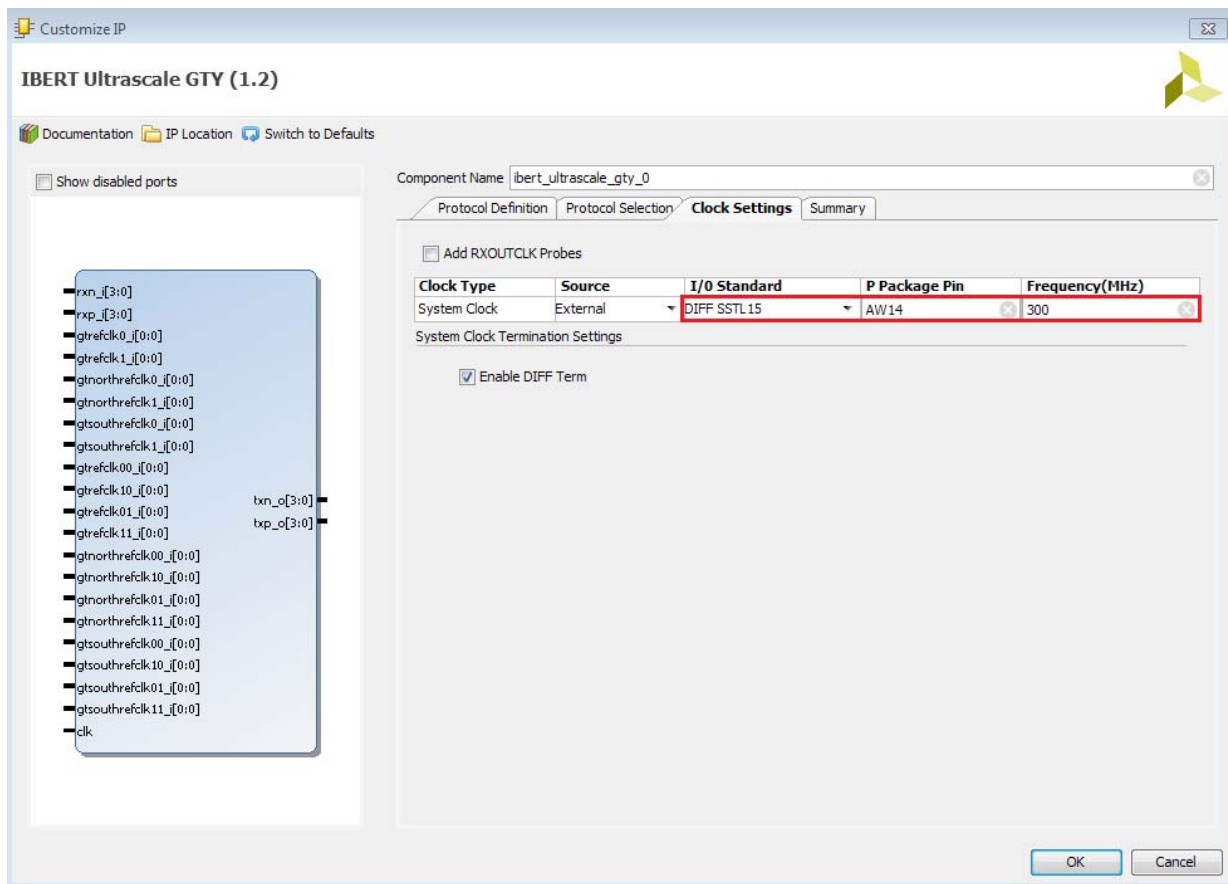 Customize IP
IBERT Ultrascale GTY (1.2)
Documentation IP Location Switch to Defaults
Show disabled ports
rxn_i[3:0]
rxp_i[3:0]
gtrefclk0_i[0:0]
gtrefclk1_i[0:0]
gtnorthrefclk0_i[0:0]
gtnorthrefclk1_i[0:0]
gtsouthrefclk0_i[0:0]
gtsouthrefclk1_i[0:0]
gtrefclk00_i[0:0]
gtrefclk10_i[0:0]
gtrefclk01_i[0:0]
gtrefclk11_i[0:0]
gtnorthrefclk00_i[0:0]
gtnorthrefclk10_i[0:0]
gtnorthrefclk01_i[0:0]
gtnorthrefclk11_i[0:0]
gtsouthrefclk00_i[0:0]
gtsouthrefclk10_i[0:0]
gtsouthrefclk01_i[0:0]
gtsouthrefclk11_i[0:0]
clk
txn_o[3:0]
txp_o[3:0]
Component Name ibert_ultrascale_gty_0
Protocol Definition Protocol Selection Clock Settings Summary
Add RXOUTCLK Probes
Clock Type Source I/0 Standard P Package Pin Frequency(MHz)
System Clock External DIFF SSTL15 AW14 300
System Clock Termination Settings
Enable DIFF Term
OK Cancel